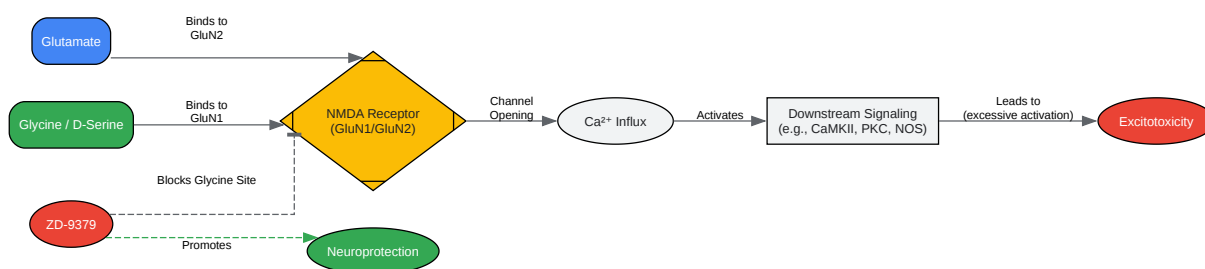 Binds to
GluN2
Glutamate
Glycine / D-Serine
Binds to
GluN1
NMDA Receptor
(GluN1/GluN2)
Channel
Opening
Ca²⁺ Influx
Activates
Downstream Signaling
(e.g., CaMKII, PKC, NOS)
Leads to
(excessive activation)
Excitotoxicity
Blocks Glycine Site
ZD-9379
Promotes
Neuroprotection